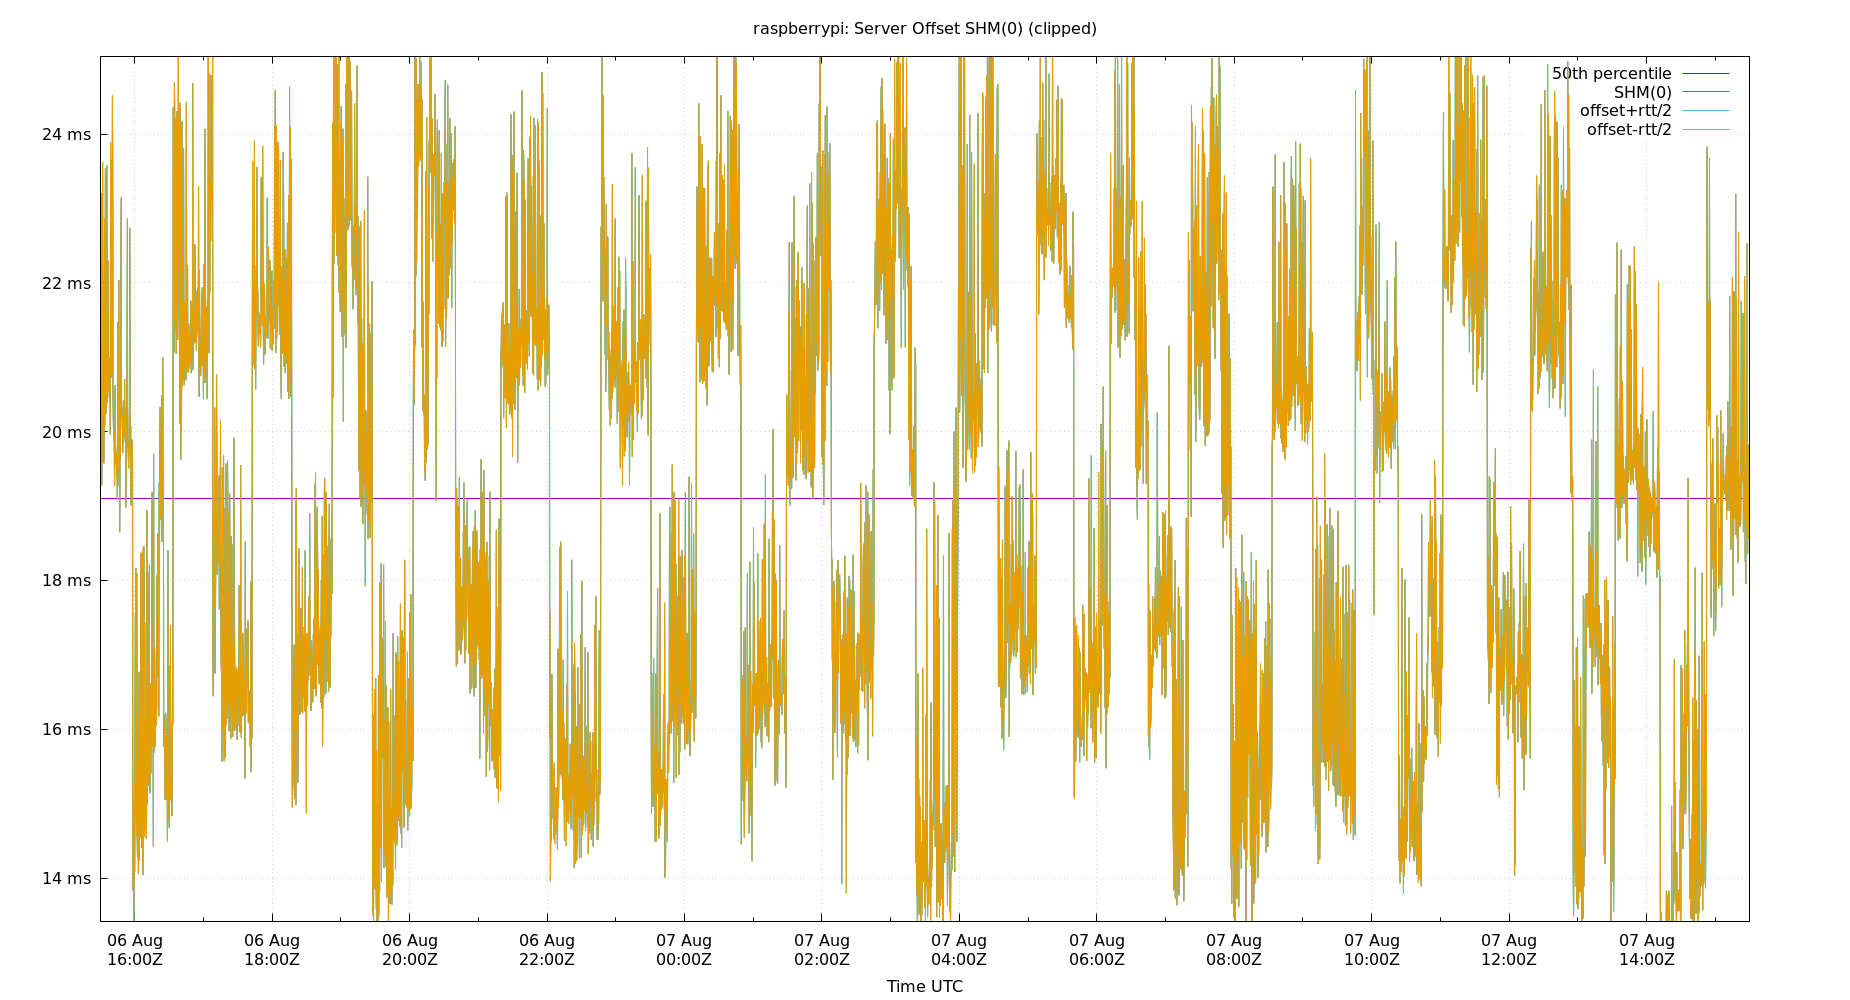 raspberrypi: Server Offset SHM(0) (clipped)
50th percentile
SHM(0)
offset+rtt/2
offset-rtt/2
24 ms
22 ms
20 ms
18 ms
16 ms
14 ms
06 Aug 06 Aug 06 Aug 06 Aug 07 Aug 07 Aug 07 Aug 07 Aug 07 Aug 07 Aug 07 Aug 07 Aug
16:00Z 18:00Z 20:00Z 22:00Z 00:00Z 02:00Z 04:00Z 06:00Z 08:00Z 10:00Z 12:00Z 14:00Z
Time UTC